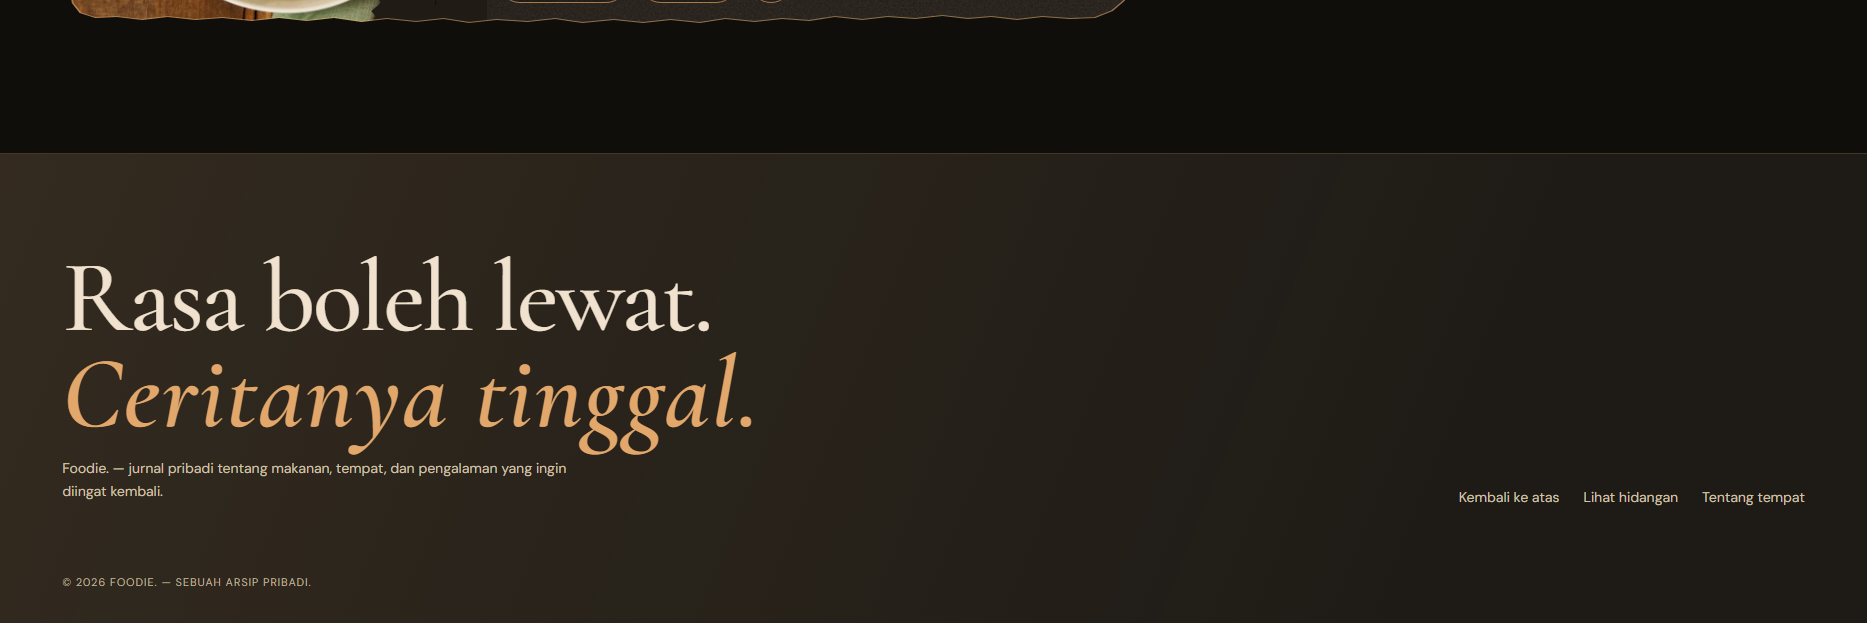 Rasa boleh lewat.
Ceritanya tinggal.
Foodie. — jurnal pribadi tentang makanan, tempat, dan pengalaman yang ingin
diingat kembali.
Kembali ke atas Lihat hidangan Tentang tempat
© 2026 FOODIE. — SEBUAH ARSIP PRIBADI.